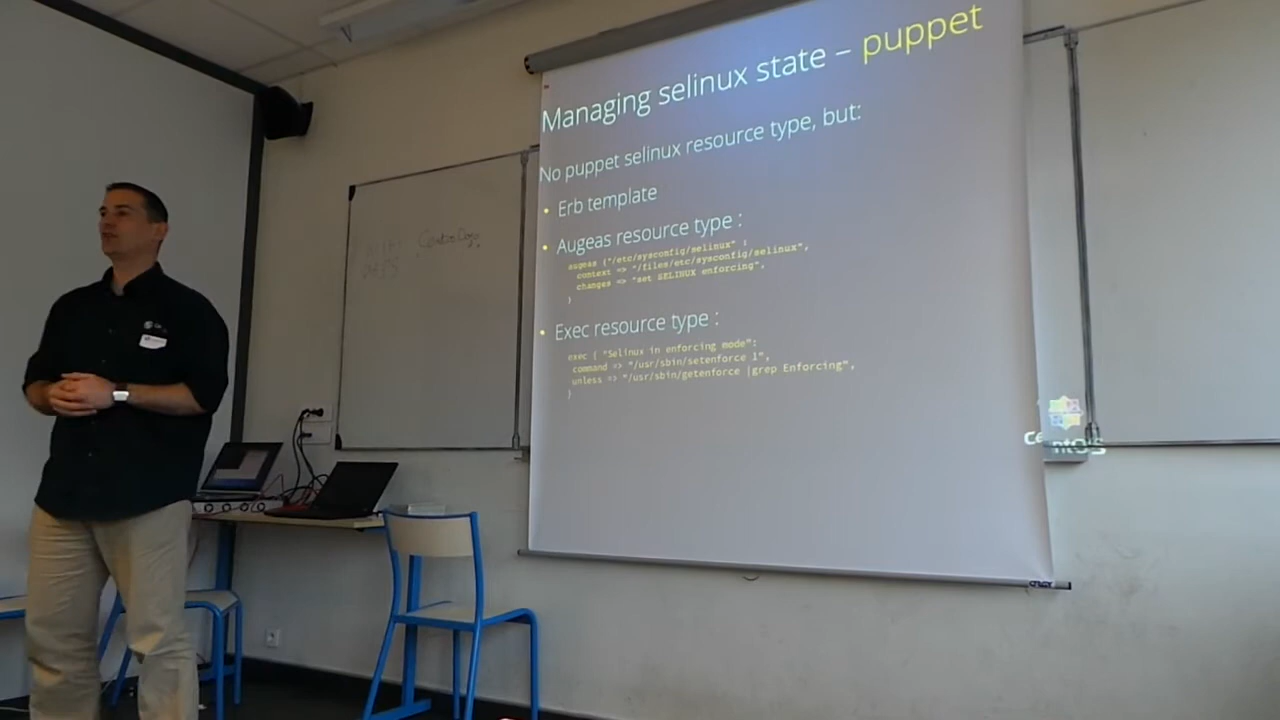 Managing selinux state – puppet
No puppet selinux resource type, but:
• Erb template
• Augeas resource type :
augeas {"/etc/sysconfig/selinux" :
context => "/files/etc/sysconfig/selinux",
changes => "set SELINUX enforcing",
}
• Exec resource type :
exec { "Selinux in enforcing mode":
command => "/usr/sbin/setenforce 1",
unless => "/usr/sbin/getenforce |grep Enforcing",
}
CentOS